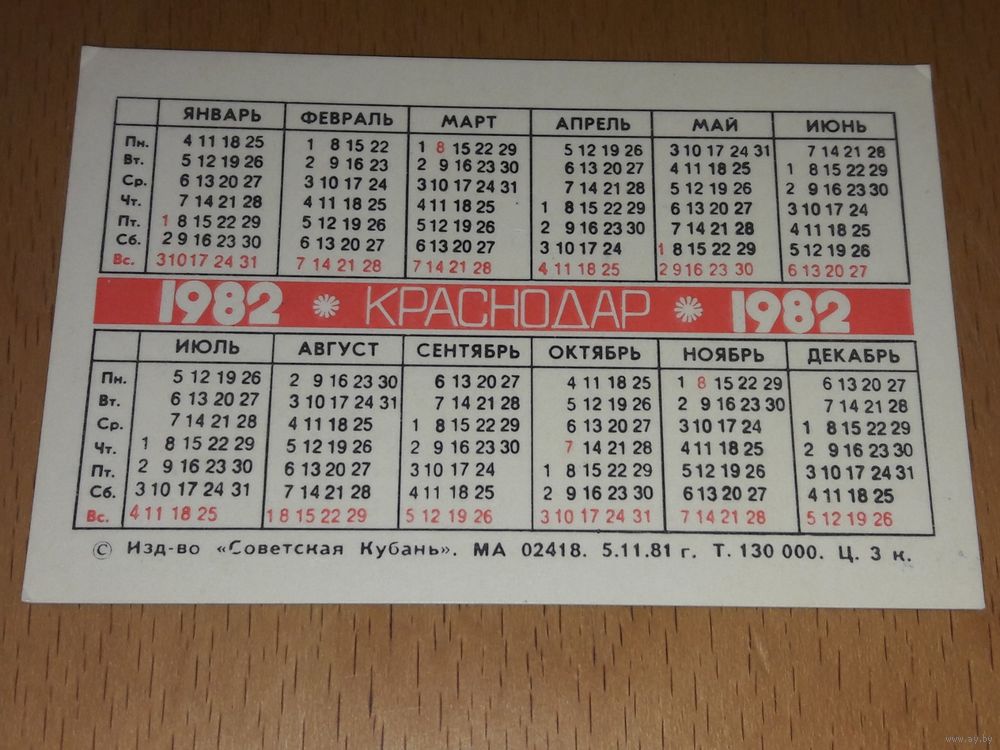 ЯНВАРЬ ФЕВРАЛЬ МАРТ АПРЕЛЬ МАЙ ИЮНЬ
Пн. 4 11 18 25 1 8 15 22 1 8 15 22 29 5 12 19 26 3 10 17 24 31 7 14 21 28
Вт. 5 12 19 26 2 9 16 23 2 9 16 23 30 6 13 20 27 4 11 18 25 1 8 15 22 29
Ср. 6 13 20 27 3 10 17 24 3 10 17 24 31 7 14 21 28 5 12 19 26 2 9 16 23 30
Чт. 7 14 21 28 4 11 18 25 4 11 18 25 1 8 15 22 29 6 13 20 27 3 10 17 24
Пт. 1 8 15 22 29 5 12 19 26 5 12 19 26 2 9 16 23 30 7 14 21 28 4 11 18 25
Сб. 2 9 16 23 30 6 13 20 27 6 13 20 27 3 10 17 24 1 8 15 22 29 5 12 19 26
Вс. 3 10 17 24 31 7 14 21 28 7 14 21 28 4 11 18 25 2 9 16 23 30 6 13 20 27
1982 КРАСНОДАР 1982
ИЮЛЬ АВГУСТ СЕНТЯБРЬ ОКТЯБРЬ НОЯБРЬ ДЕКАБРЬ
Пн. 5 12 19 26 2 9 16 23 30 6 13 20 27 4 11 18 25 1 8 15 22 29 6 13 20 27
Вт. 6 13 20 27 3 10 17 24 31 7 14 21 28 5 12 19 26 2 9 16 23 30 7 14 21 28
Ср. 7 14 21 28 4 11 18 25 1 8 15 22 29 6 13 20 27 3 10 17 24 1 8 15 22 29
Чт. 1 8 15 22 29 5 12 19 26 2 9 16 23 30 7 14 21 28 4 11 18 25 2 9 16 23 30
Пт. 2 9 16 23 30 6 13 20 27 3 10 17 24 1 8 15 22 29 5 12 19 26 3 10 17 24 31
Сб. 3 10 17 24 31 7 14 21 28 4 11 18 25 2 9 16 23 30 6 13 20 27 4 11 18 25
Вс. 4 11 18 25 1 8 15 22 29 5 12 19 26 3 10 17 24 31 7 14 21 28 5 12 19 26
© Изд-во «Советская Кубань». МА 02418. 5.11.81 г. Т. 130 000. Ц. 3 к.
www.ay.by